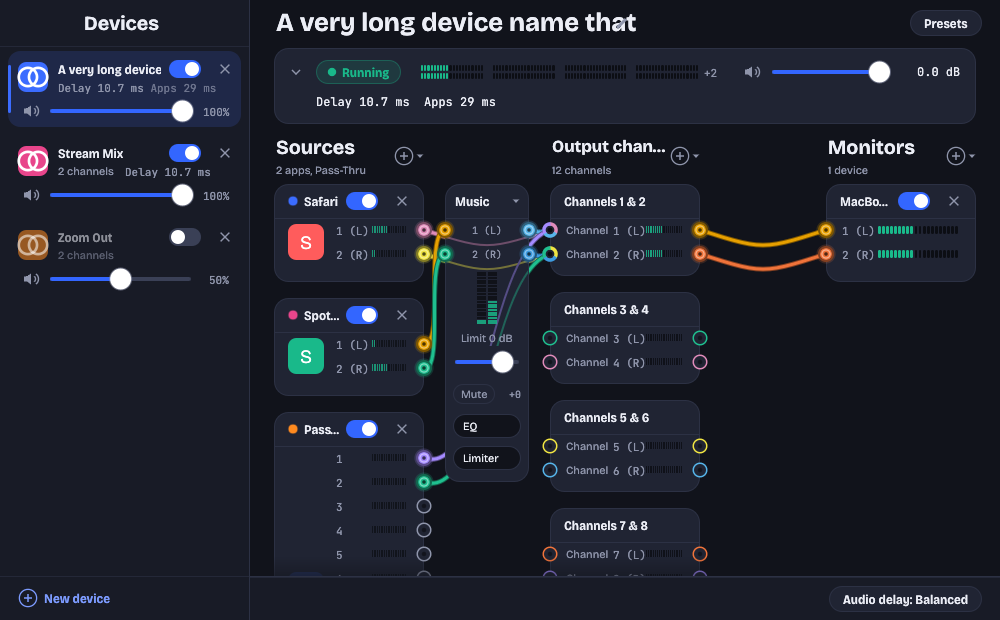 Devices
A very long device
Delay 10.7 ms Apps 29 ms
100%
Stream Mix
2 channels Delay 10.7 ms
100%
Zoom Out
2 channels
50%
New device
A very long device name that
Presets
Running
+2
0.0 dB
Delay 10.7 ms Apps 29 ms
Sources
2 apps, Pass-Thru
Safari
S
1 (L)
2 (R)
Spot...
S
1 (L)
2 (R)
Pass...
1
2
3
4
5
Music
1 (L)
2 (R)
Limit 0 dB
Mute +0
EQ
Limiter
Output chan...
12 channels
Channels 1 & 2
Channel 1 (L)
Channel 2 (R)
Channels 3 & 4
Channel 3 (L)
Channel 4 (R)
Channels 5 & 6
Channel 5 (L)
Channel 6 (R)
Channels 7 & 8
Channel 7 (L)
Monitors
1 device
MacBo...
1 (L)
2 (R)
Audio delay: Balanced